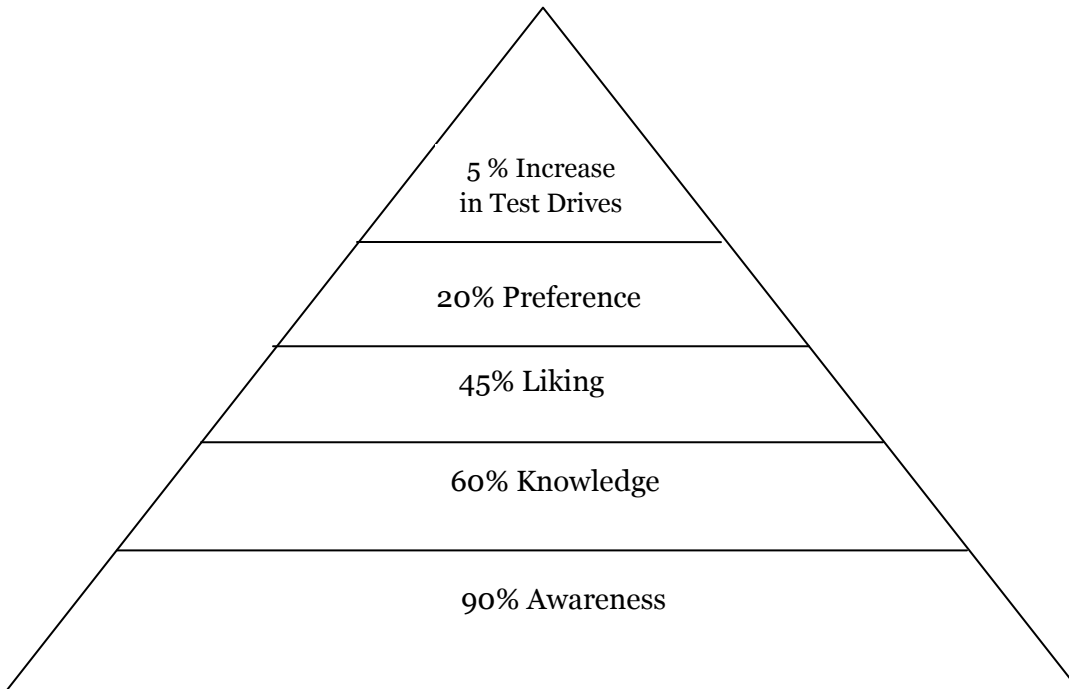 5 % Increase
in Test Drives
20% Preference
45% Liking
60% Knowledge
90% Awareness